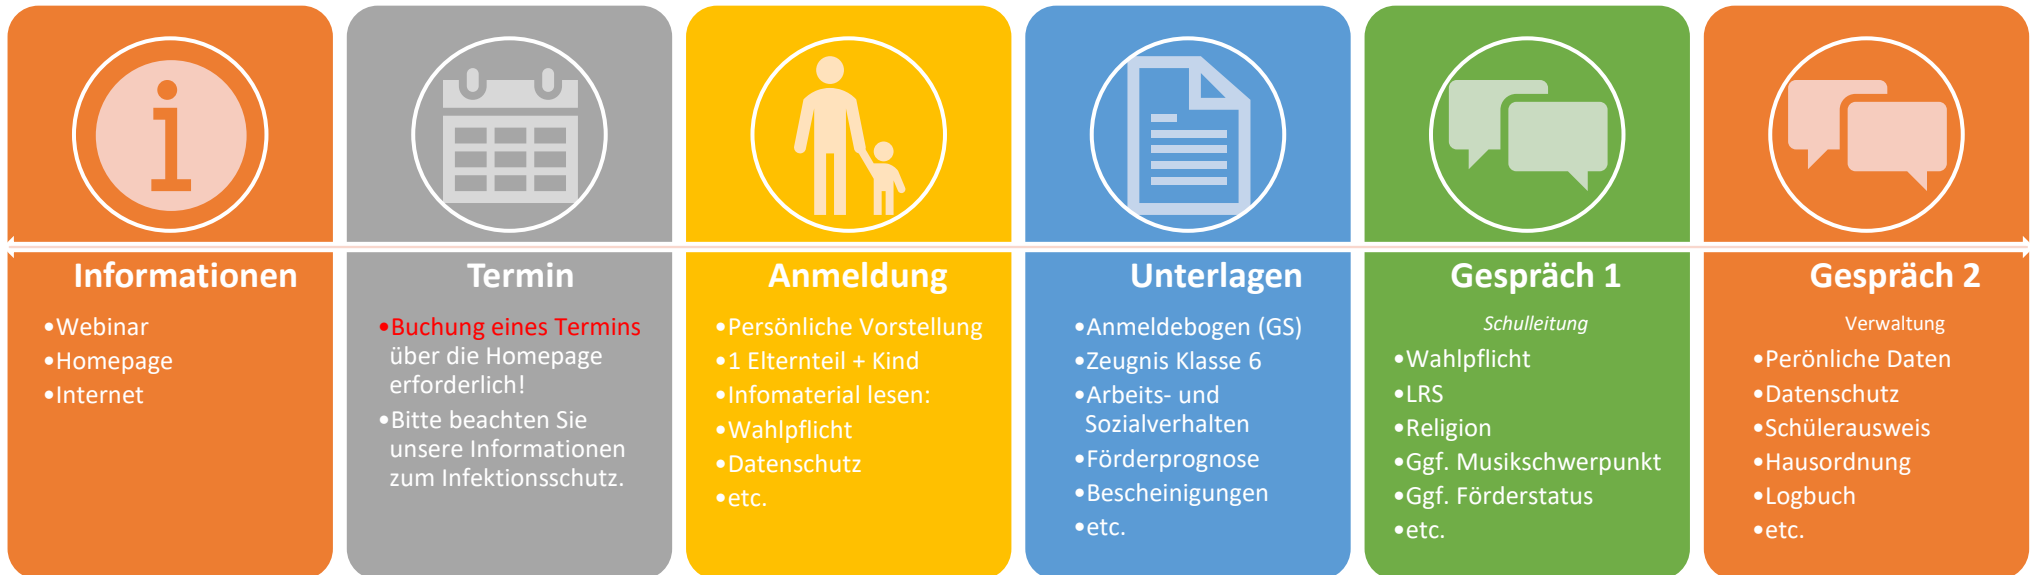 Informationen
•Webinar
•Homepage
•Internet
Termin
•Buchung eines Termins
über die Homepage
erforderlich!
•Bitte beachten Sie
unsere Informationen
zum Infektionsschutz.
Anmeldung
•Persönliche Vorstellung
•1 Elternteil + Kind
•Infomaterial lesen:
•Wahlpflicht
•Datenschutz
•etc.
Unterlagen
•Anmeldebogen (GS)
•Zeugnis Klasse 6
•Arbeits- und
Sozialverhalten
•Förderprognose
•Bescheinigungen
•etc.
Gespräch 1
Schulleitung
•Wahlpflicht
•LRS
•Religion
•Ggf. Musikschwerpunkt
•Ggf. Förderstatus
•etc.
Gespräch 2
Verwaltung
•Perönliche Daten
•Datenschutz
•Schülerausweis
•Hausordnung
•Logbuch
•etc.